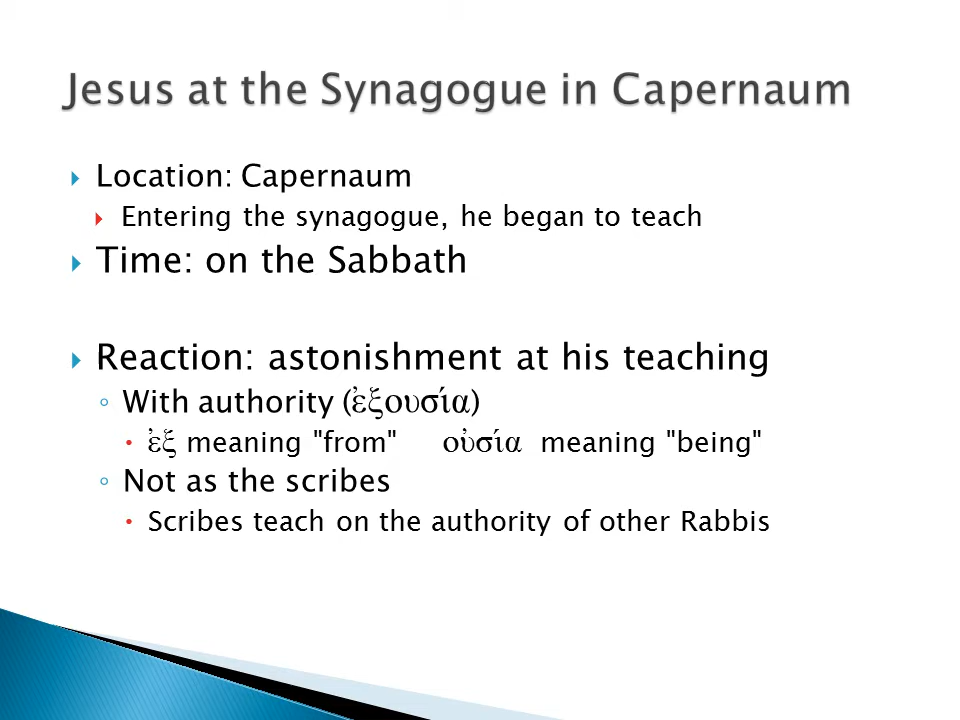 Jesus at the Synagogue in Capernaum
Location: Capernaum
Entering the synagogue, he began to teach
Time: on the Sabbath
Reaction: astonishment at his teaching
With authority (ἐξουσία)
ἐξ meaning "from" οὐσία meaning "being"
Not as the scribes
Scribes teach on the authority of other Rabbis